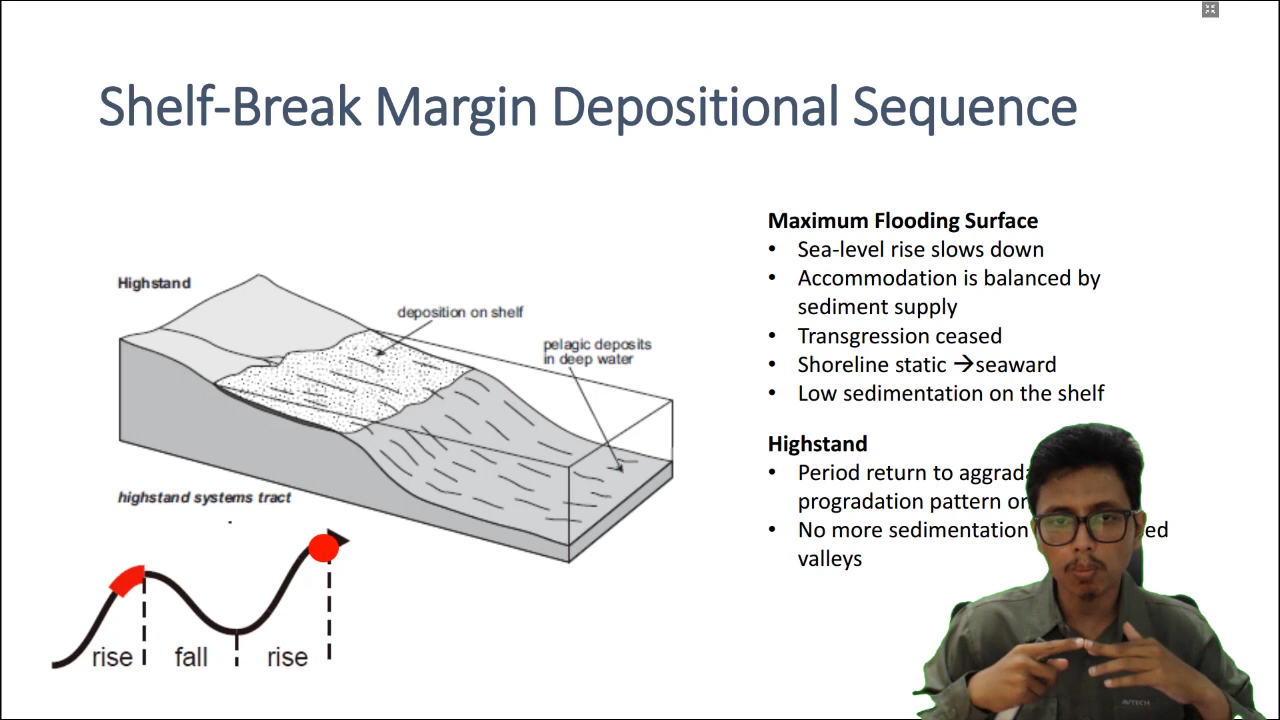 Shelf-Break Margin Depositional Sequence
Highstand
deposition on shelf
pelagic deposits
in deep water
highstand systems tract
rise
fall
rise
Maximum Flooding Surface
• Sea-level rise slows down
• Accommodation is balanced by
sediment supply
• Transgression ceased
• Shoreline static →seaward
• Low sedimentation on the shelf
Highstand
• Period return to
progradation pattern
• No more sedimentation
valleys
AVTECH